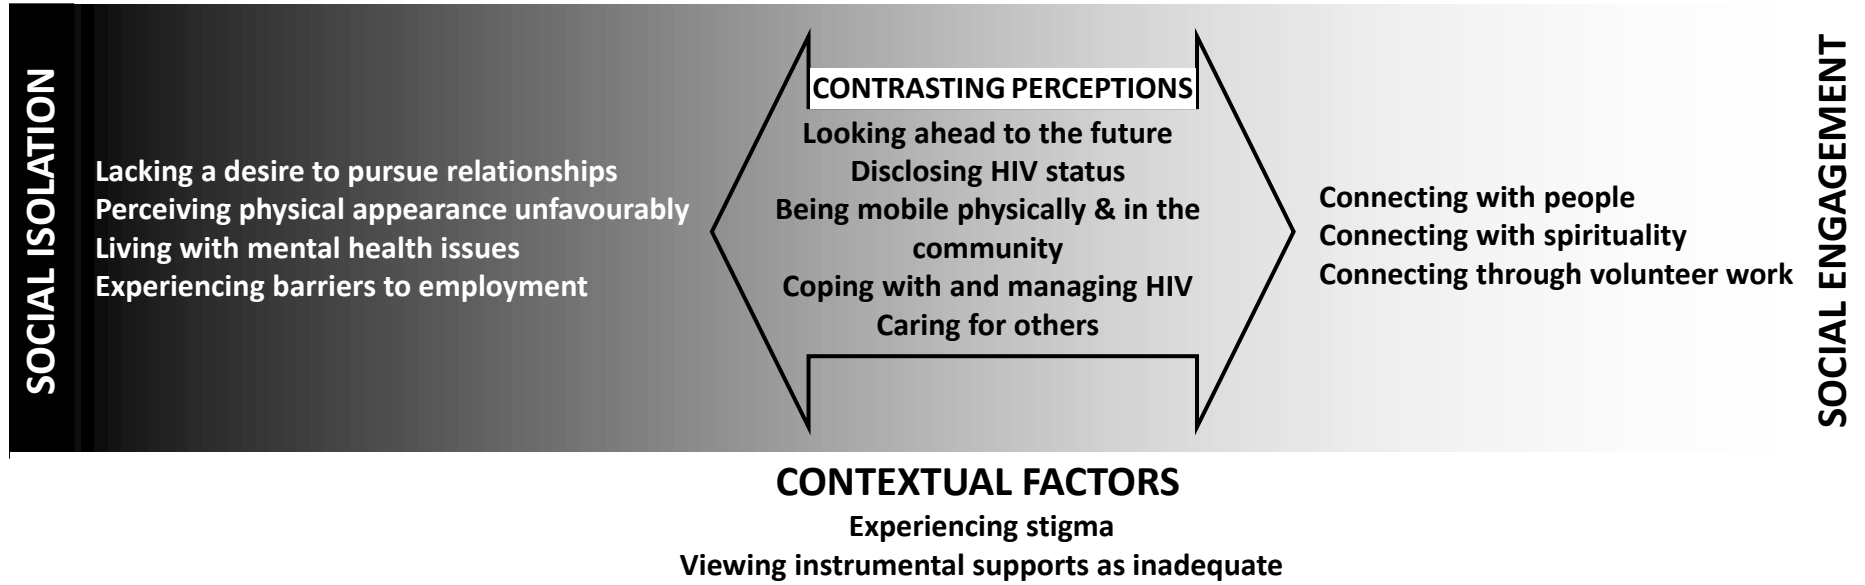 SOCIAL ISOLATION
Lacking a desire to pursue relationships
Perceiving physical appearance unfavourably
Living with mental health issues
Experiencing barriers to employment
CONTRASTING PERCEPTIONS
Looking ahead to the future
Disclosing HIV status
Being mobile physically & in the
community
Coping with and managing HIV
Caring for others
Connecting with people
Connecting with spirituality
Connecting through volunteer work
SOCIAL ENGAGEMENT
CONTEXTUAL FACTORS
Experiencing stigma
Viewing instrumental supports as inadequate